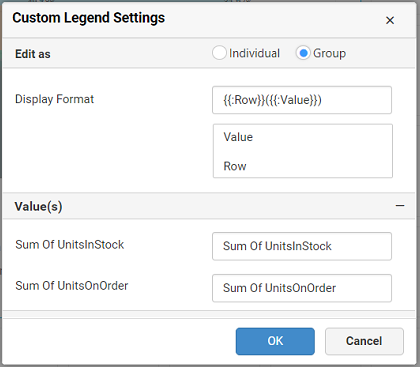 Custom Legend Settings ×
Edit as Individual Group
Display Format {{:Row}}({{:Value}})
Value
Row
Value(s) –
Sum Of UnitsInStock Sum Of UnitsInStock
Sum Of UnitsOnOrder Sum Of UnitsOnOrder
OK Cancel